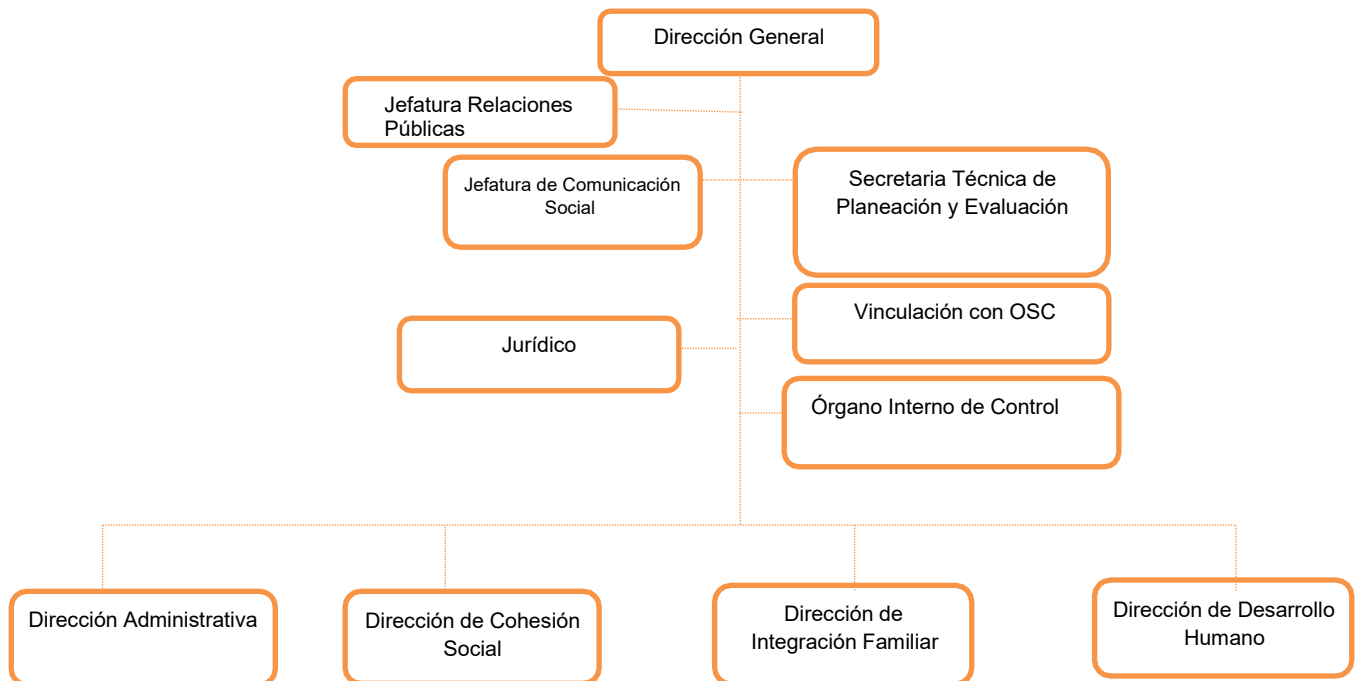 Dirección General
Jefatura Relaciones
Públicas
Jefatura de Comunicación
Social
Secretaria Técnica de
Planeación y Evaluación
Vinculación con OSC
Jurídico
Órgano Interno de Control
Dirección Administrativa
Dirección de Cohesión
Social
Dirección de
Integración Familiar
Dirección de Desarrollo
Humano